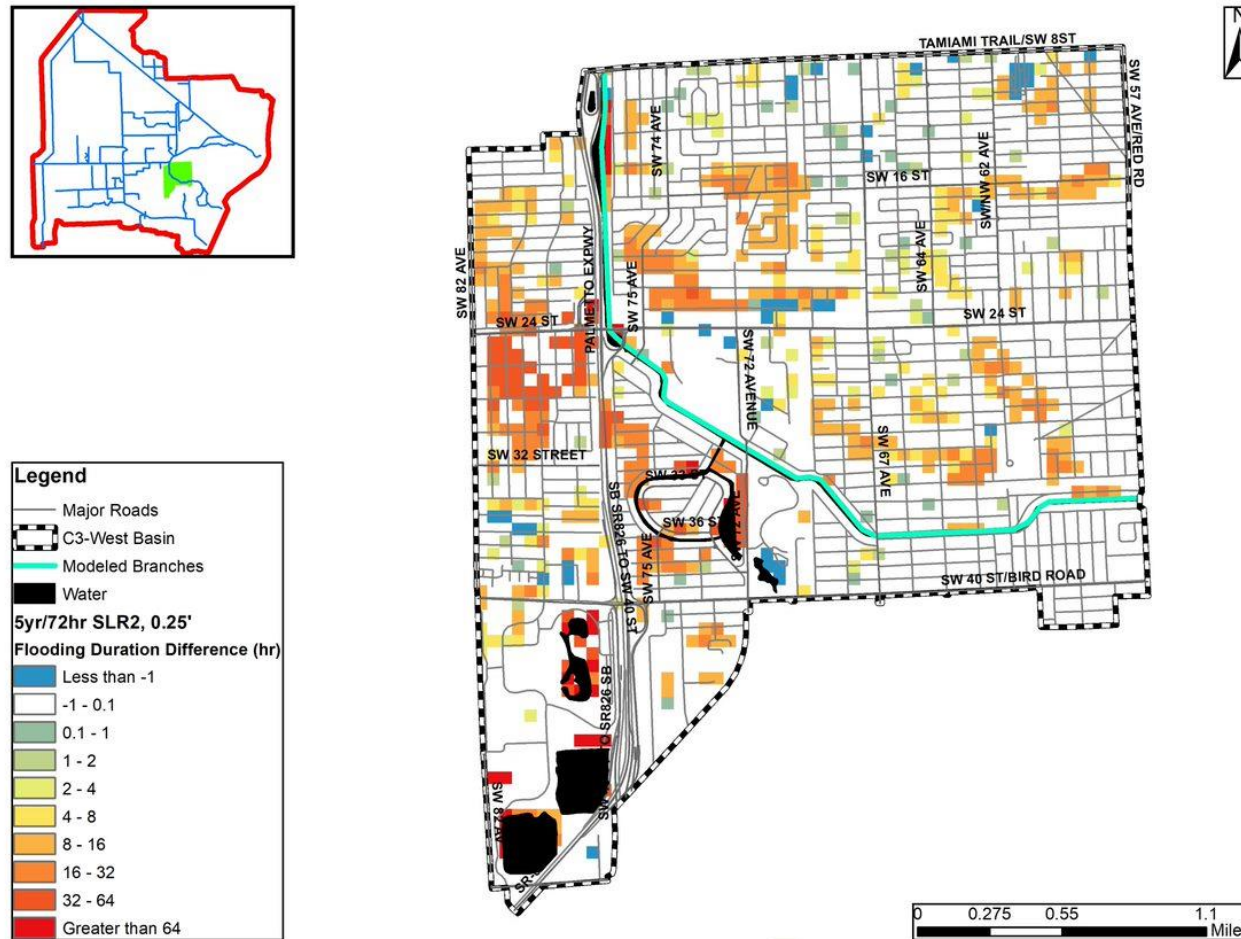 N
TAMIAMI TRAIL/SW 8ST
SW 57 AVE/RED RD
SW 74 AVE
SW/NW 62 AVE
SW 16 ST
SW 82 AVE
PALMETO EXPWY
SW 75 AVE
SW 64 AVE
SW 24 ST
SW 24 ST
SW 72 AVENUE
SW 67 AVE
SW 32 STREET
SB SR826 TO SW 40 ST
SW 36 ST
SW 75 AVE
SW 40 ST/BIRD ROAD
TO SR826 SB
SW 82 AV
Legend
Major Roads
C3-West Basin
Modeled Branches
Water
5yr/72hr SLR2, 0.25'
Flooding Duration Difference (hr)
Less than -1
-1 - 0.1
0.1 - 1
1 - 2
2 - 4
4 - 8
8 - 16
16 - 32
32 - 64
Greater than 64
0 0.275 0.55 1.1
Mile